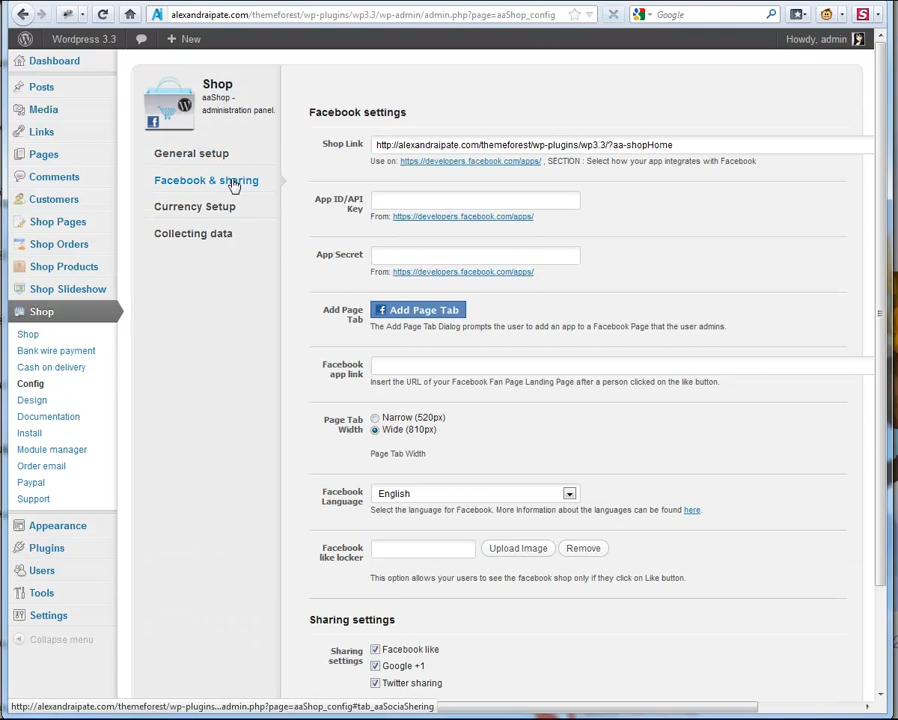 alexandraipate.com/themeforest/wp-plugins/wp3.3/wp-admin/admin.php?page=aaShop_config
Google
Wordpress 3.3
New
Howdy, admin
Dashboard
Posts
Media
Links
Pages
Comments
Customers
Shop Pages
Shop Orders
Shop Products
Shop Slideshow
Shop
Shop
Bank wire payment
Cash on delivery
Config
Design
Documentation
Install
Module manager
Order email
Paypal
Support
Appearance
Plugins
Users
Tools
Settings
Collapse menu
Shop
aaShop -
administration panel.
General setup
Facebook & sharing
Currency Setup
Collecting data
Facebook settings
Shop Link
http://alexandraipate.com/themeforest/wp-plugins/wp3.3/?aa-shopHome
Use on: https://developers.facebook.com/apps/ , SECTION : Select how your app integrates with Facebook
App ID/API
Key
From: https://developers.facebook.com/apps/
App Secret
From: https://developers.facebook.com/apps/
Add Page
Tab
Add Page Tab
The Add Page Tab Dialog prompts the user to add an app to a Facebook Page that the user admins.
Facebook
app link
Insert the URL of your Facebook Fan Page Landing Page after a person clicked on the like button.
Page Tab
Width
Narrow (520px)
Wide (810px)
Page Tab Width
Facebook
Language
English
Select the language for Facebook. More Information about the languages can be found here.
Facebook
like locker
Upload Image
Remove
This option allows your users to see the facebook shop only if they click on Like button.
Sharing settings
Sharing
settings
Facebook like
Google +1
Twitter sharing
http://alexandraipate.com/themeforest/wp-plugins...admin.php?page=aaShop_config#tab_aaSociaShering